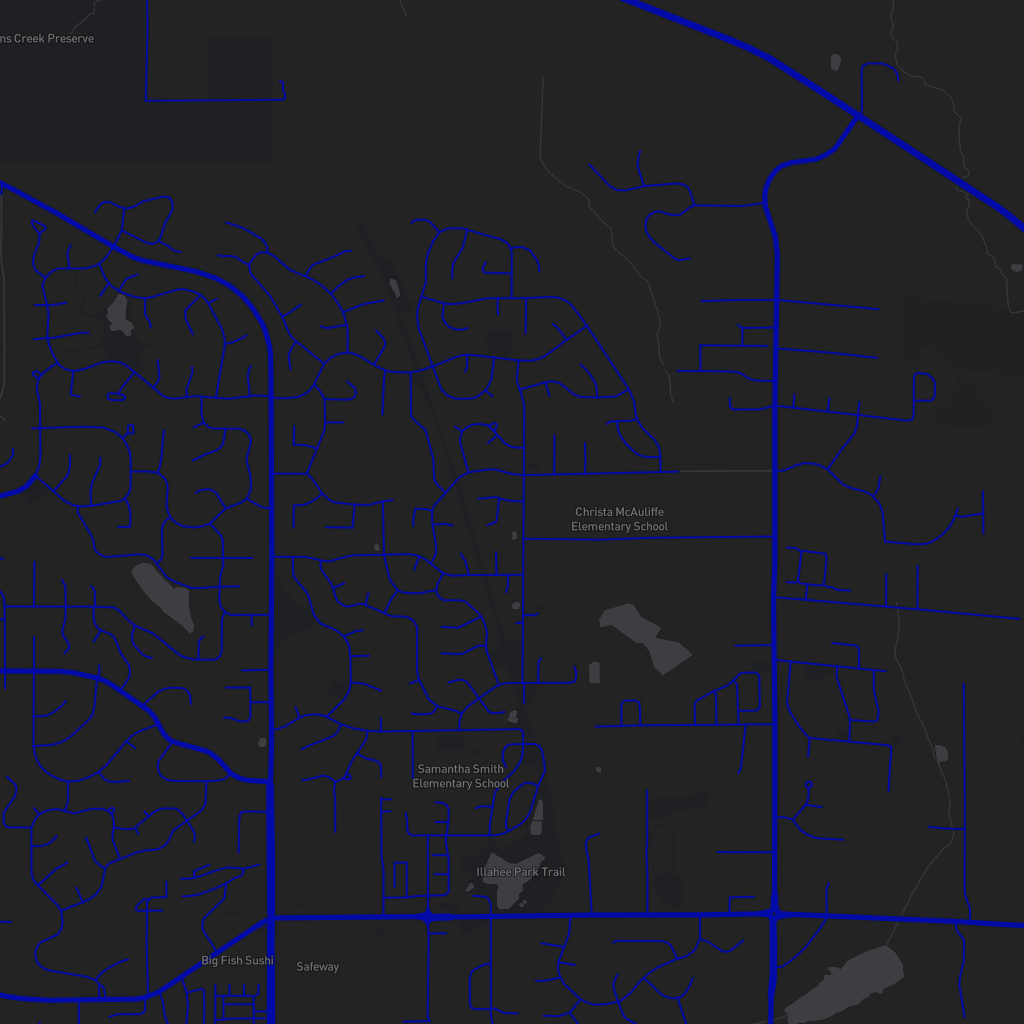 ns Creek Preserve
Christa McAuliffe
Elementary School
Samantha Smith
Elementary School
Illahee Park Trail
Big Fish Sushi
Safeway